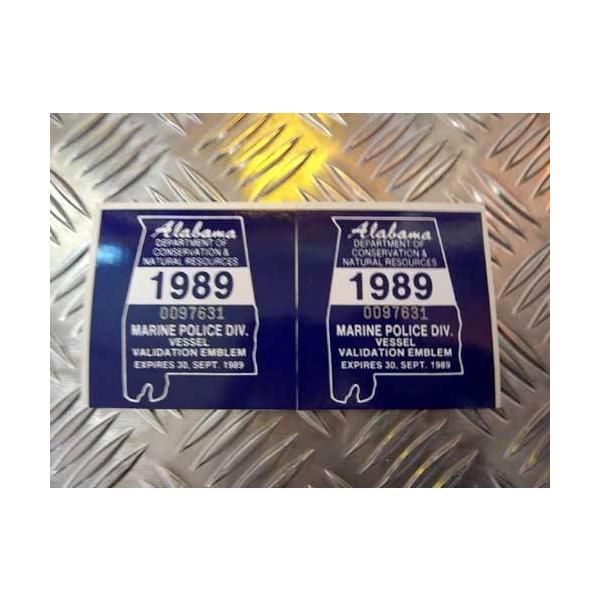 Alabama
DEPARTMENT OF
CONSERVATION &
NATURAL RESOURCES
1989
0097631
MARINE POLICE DIV.
VESSEL
VALIDATION EMBLEM
EXPIRES 30, SEPT. 1989
Alabama
DEPARTMENT OF
CONSERVATION &
NATURAL RESOURCES
1989
0097631
MARINE POLICE DIV.
VESSEL
VALIDATION EMBLEM
EXPIRES 30, SEPT. 1989